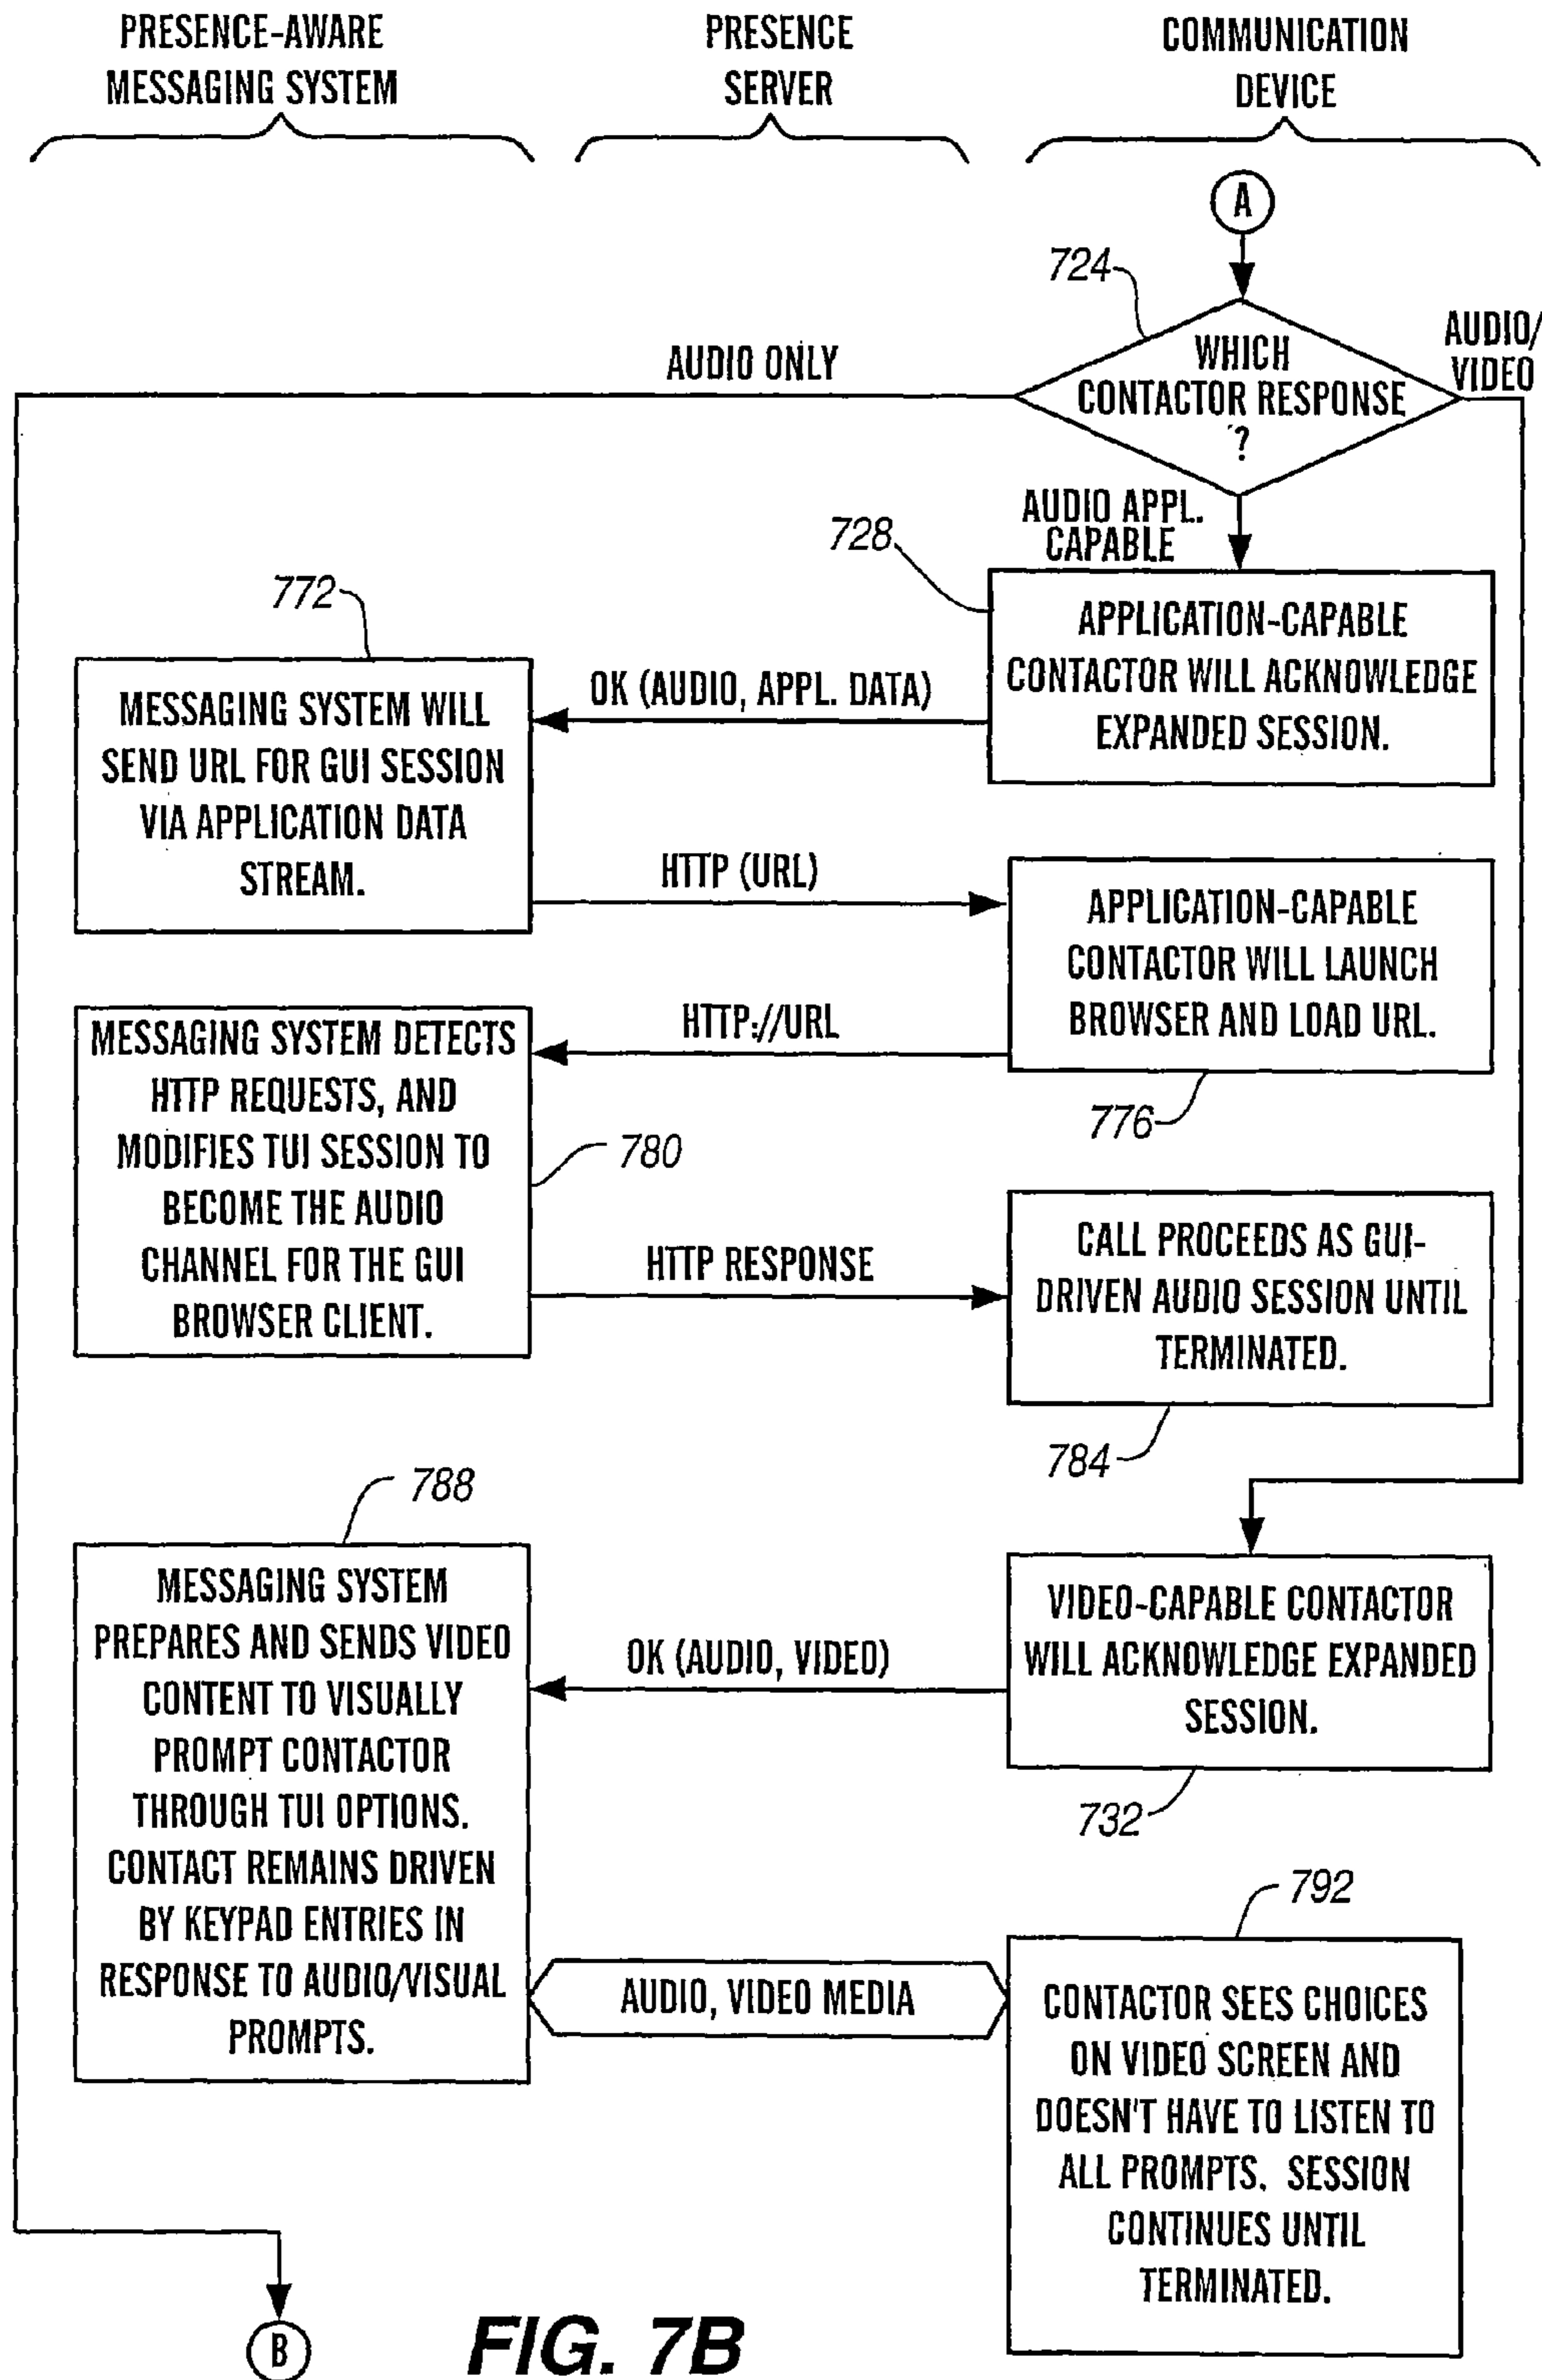 PRESENCE-AWARE
MESSAGING SYSTEM
PRESENCE
SERVER
COMMUNICATION
DEVICE
A
724
WHICH
CONTACTOR RESPONSE
?
AUDIO ONLY
AUDIO/
VIDEO
AUDIO APPL.
CAPABLE
728
APPLICATION-CAPABLE
CONTACTOR WILL ACKNOWLEDGE
EXPANDED SESSION.
772
OK (AUDIO, APPL. DATA)
MESSAGING SYSTEM WILL
SEND URL FOR GUI SESSION
VIA APPLICATION DATA
STREAM.
HTTP (URL)
APPLICATION-CAPABLE
CONTACTOR WILL LAUNCH
BROWSER AND LOAD URL.
776
HTTP://URL
MESSAGING SYSTEM DETECTS
HTTP REQUESTS, AND
MODIFIES TUI SESSION TO
BECOME THE AUDIO
CHANNEL FOR THE GUI
BROWSER CLIENT.
780
HTTP RESPONSE
CALL PROCEEDS AS GUI-
DRIVEN AUDIO SESSION UNTIL
TERMINATED.
784
788
MESSAGING SYSTEM
PREPARES AND SENDS VIDEO
CONTENT TO VISUALLY
PROMPT CONTACTOR
THROUGH TUI OPTIONS.
CONTACT REMAINS DRIVEN
BY KEYPAD ENTRIES IN
RESPONSE TO AUDIO/VISUAL
PROMPTS.
OK (AUDIO, VIDEO)
VIDEO-CAPABLE CONTACTOR
WILL ACKNOWLEDGE EXPANDED
SESSION.
732
792
AUDIO, VIDEO MEDIA
CONTACTOR SEES CHOICES
ON VIDEO SCREEN AND
DOESN'T HAVE TO LISTEN TO
ALL PROMPTS. SESSION
CONTINUES UNTIL
TERMINATED.
B
FIG. 7B